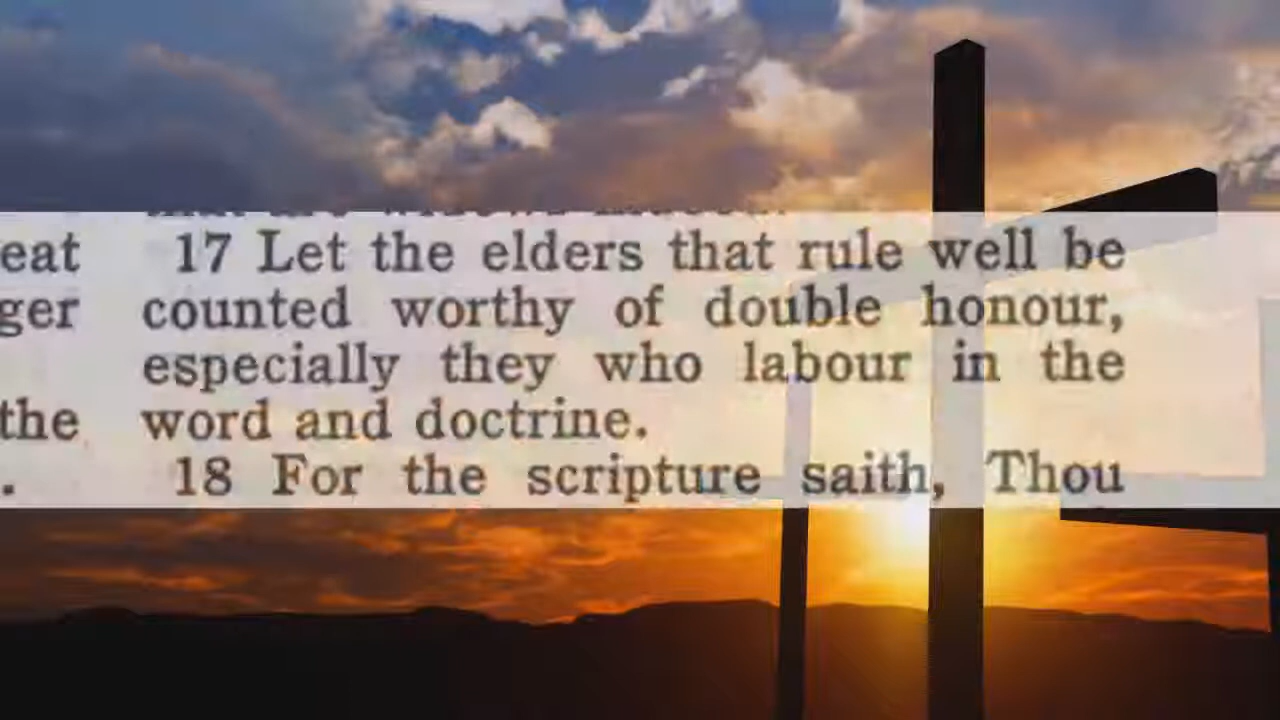 eat
ger
the
.
17 Let the elders that rule well be
counted worthy of double honour,
especially they who labour in the
word and doctrine.
18 For the scripture saith, Thou